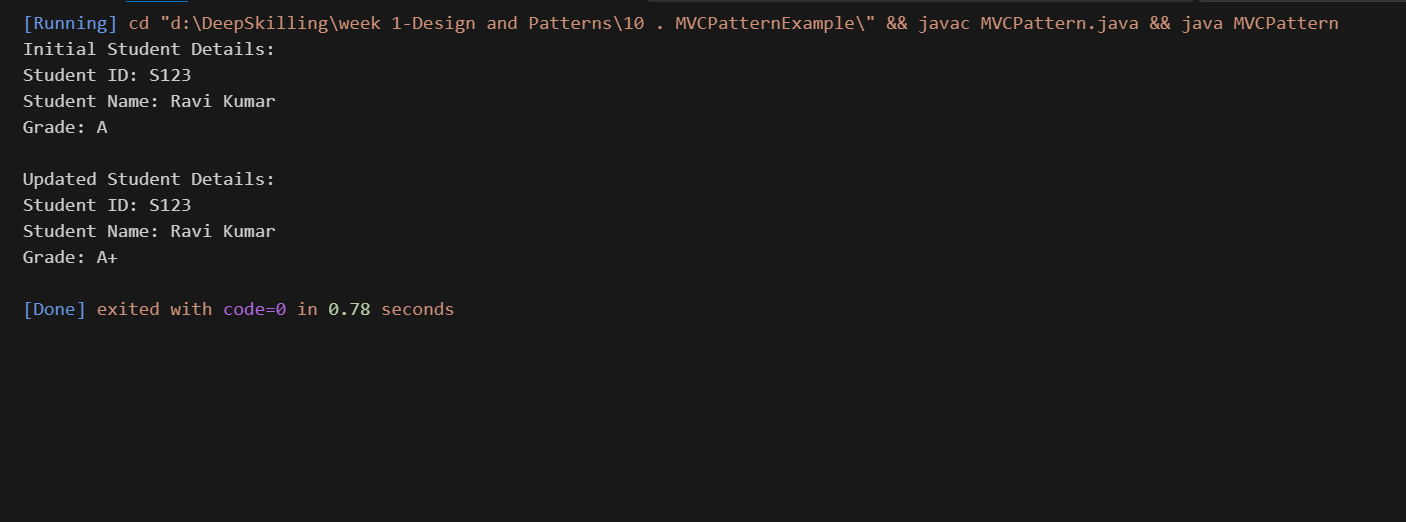 [Running] cd "d:\DeepSkilling\week 1-Design and Patterns\10 . MVCPatternExample\" && javac MVCPattern.java && java MVCPattern
Initial Student Details:
Student ID: S123
Student Name: Ravi Kumar
Grade: A
Updated Student Details:
Student ID: S123
Student Name: Ravi Kumar
Grade: A+
[Done] exited with code=0 in 0.78 seconds